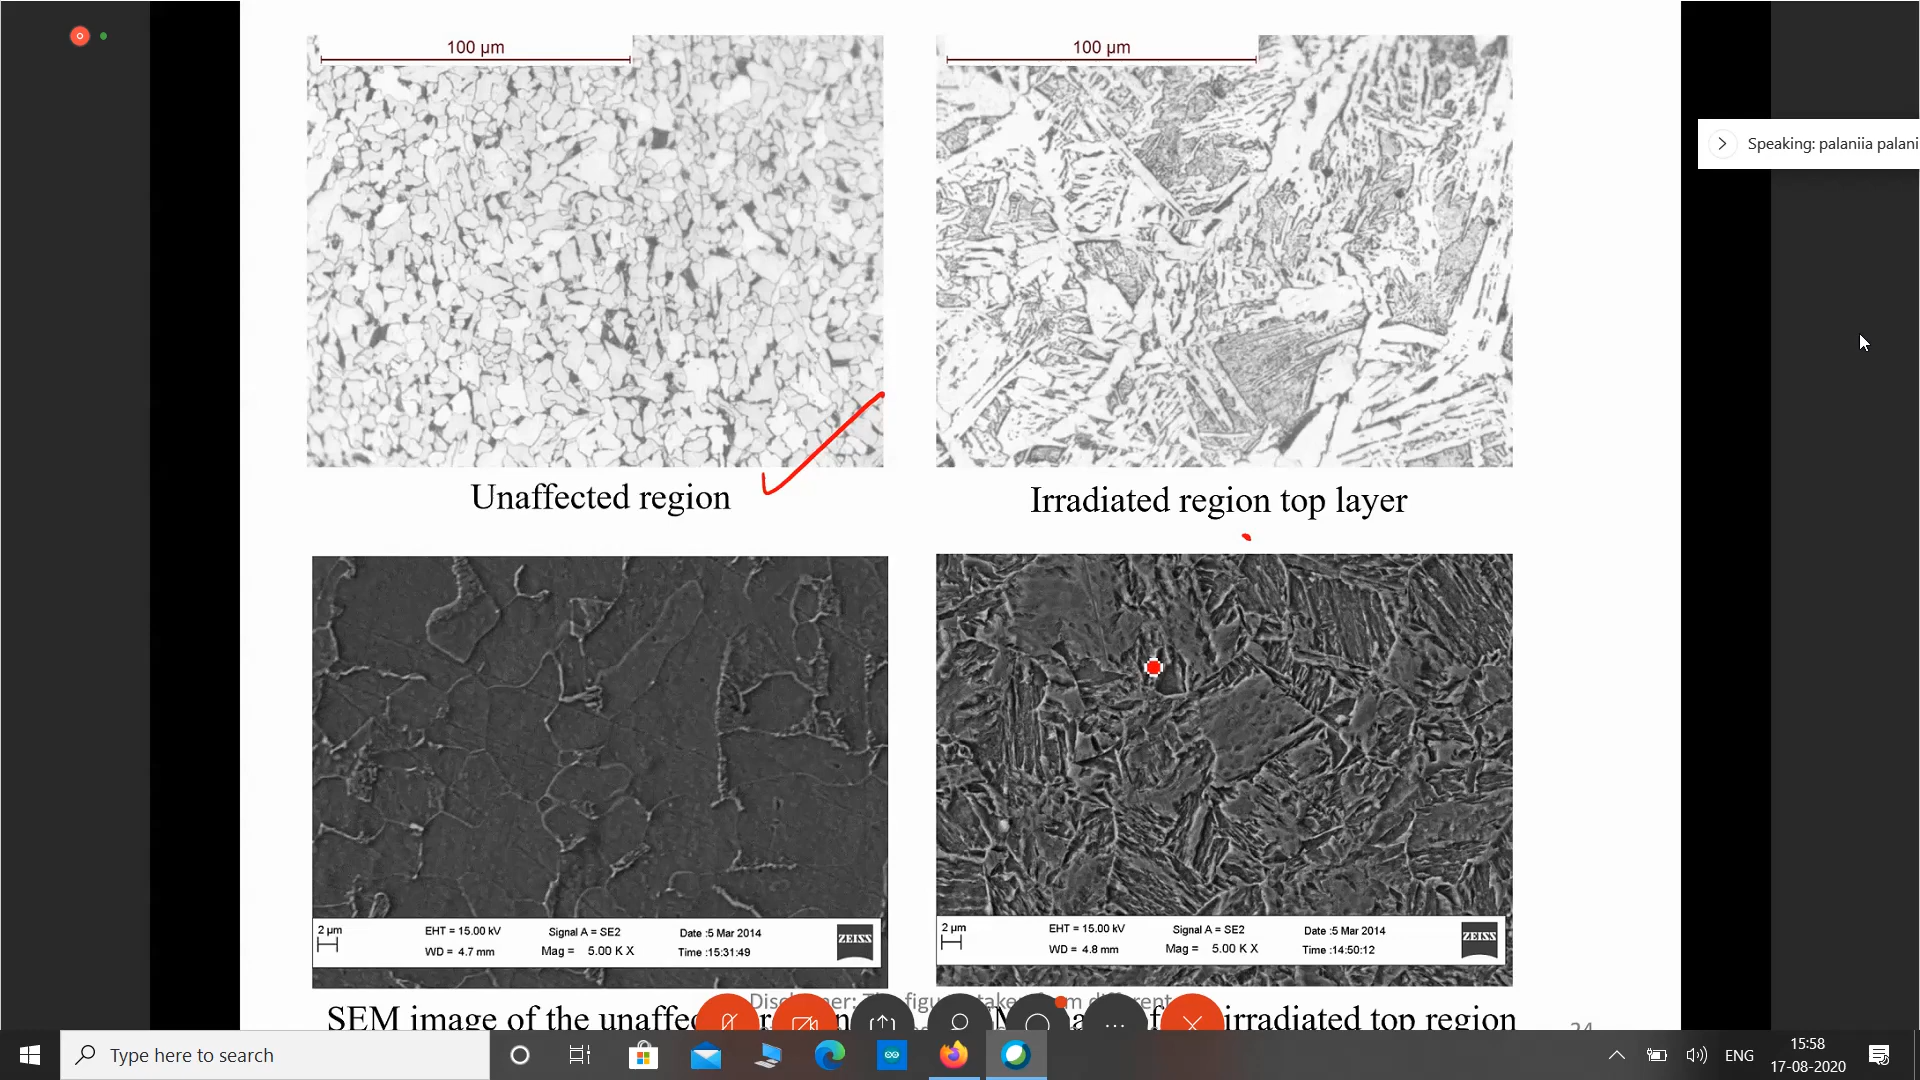 100 µm
100 µm
Speaking: palaniia palani
Unaffected region
Irradiated region top layer
2 µm
EHT = 15.00 kV
Signal A = SE2
Date :5 Mar 2014
WD = 4.7 mm
Mag = 5.00 K X
Time :15:31:49
ZEISS
2 µm
EHT = 15.00 kV
Signal A = SE2
Date :5 Mar 2014
WD = 4.8 mm
Mag = 5.00 K X
Time :14:50:12
ZEISS
different
SEM image of the
irradiated top region
Type here to search
ENG
15:58
17-08-2020